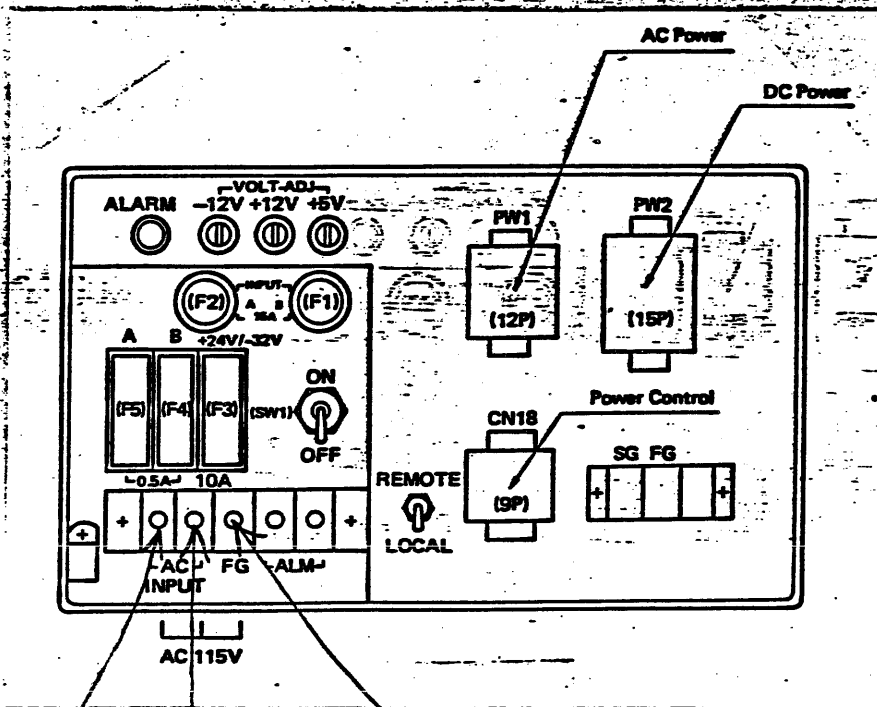 AC Power
DC Power
VOLT-ADJ
ALARM -12V +12V +5V
PW1
PW2
(F2) INPUT (F1)
A B
15A
(12P)
(15P)
A B +24V/-32V
ON
(F5) (F4) (F3)
(SW1)
OFF
Power Control
CN18
SG FG
0.5A 10A
REMOTE
(9P)
+ +
+ +
+
LOCAL
AC INPUT FG ALM
AC 115V